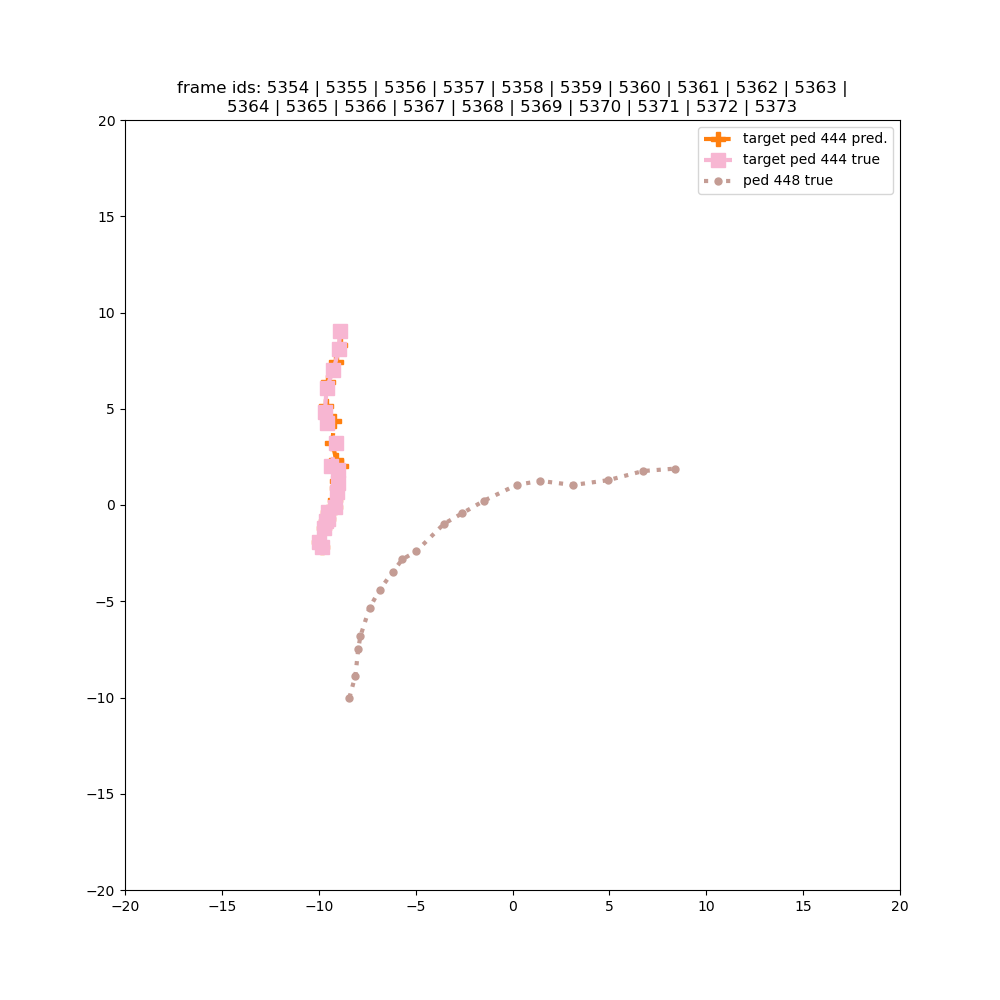 frame ids: 5354 | 5355 | 5356 | 5357 | 5358 | 5359 | 5360 | 5361 | 5362 | 5363 |
5364 | 5365 | 5366 | 5367 | 5368 | 5369 | 5370 | 5371 | 5372 | 5373
target ped 444 pred.
target ped 444 true
ped 448 true
20
15
10
5
0
−5
−10
−15
−20
−20 −15 −10 −5 0 5 10 15 20